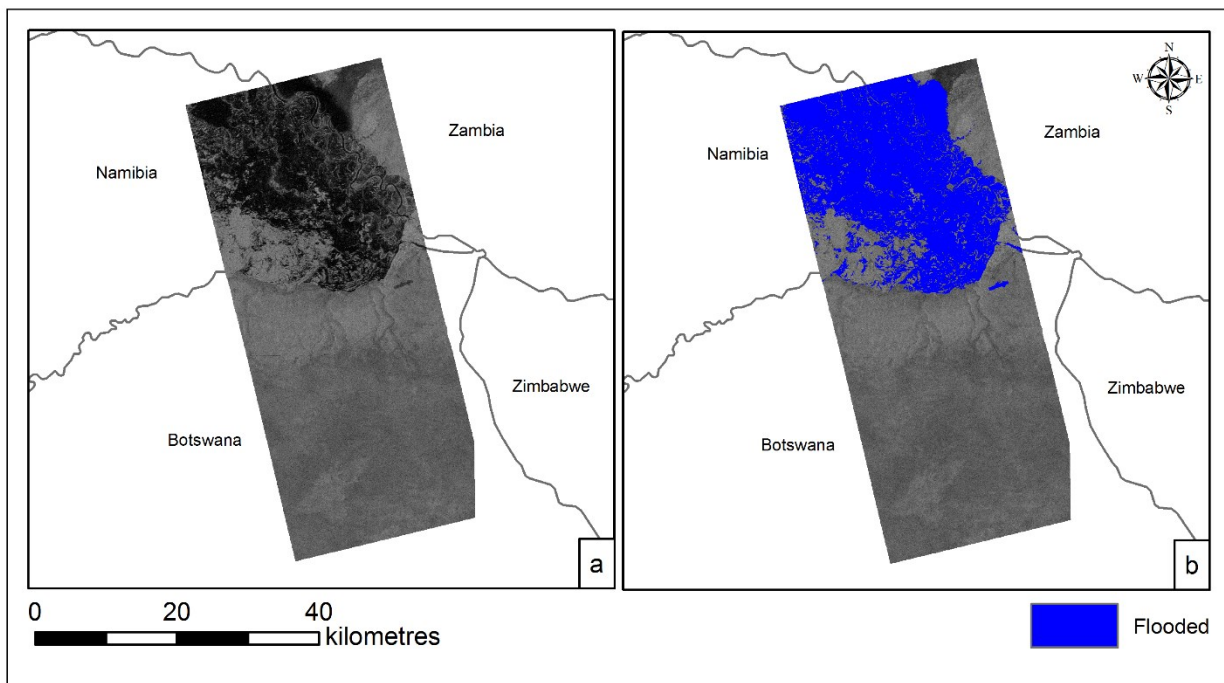 Namibia
Zambia
Zimbabwe
Botswana
a
N
W E
S
Zambia
Namibia
Zimbabwe
Botswana
b
0 20 40
kilometres
Flooded